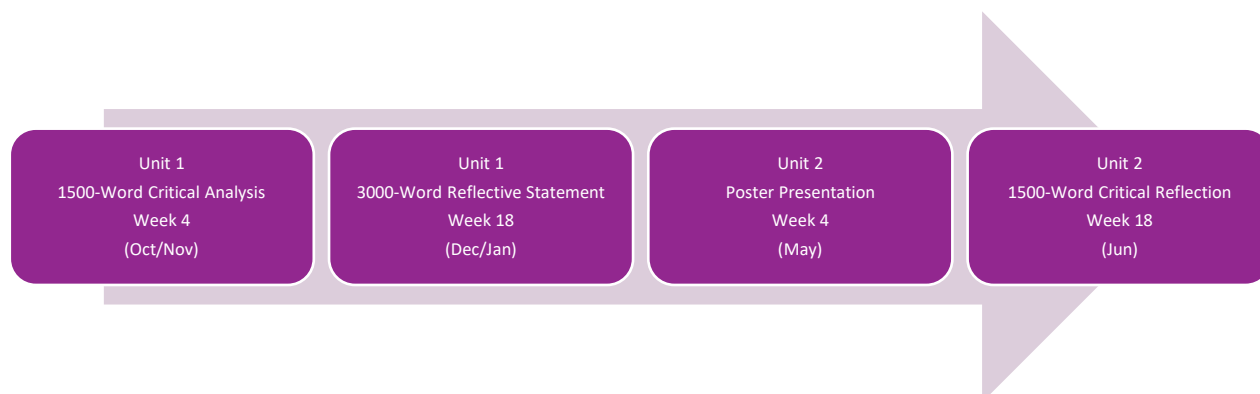 Unit 1
1500-Word Critical Analysis
Week 4
(Oct/Nov)
Unit 1
3000-Word Reflective Statement
Week 18
(Dec/Jan)
Unit 2
Poster Presentation
Week 4
(May)
Unit 2
1500-Word Critical Reflection
Week 18
(Jun)